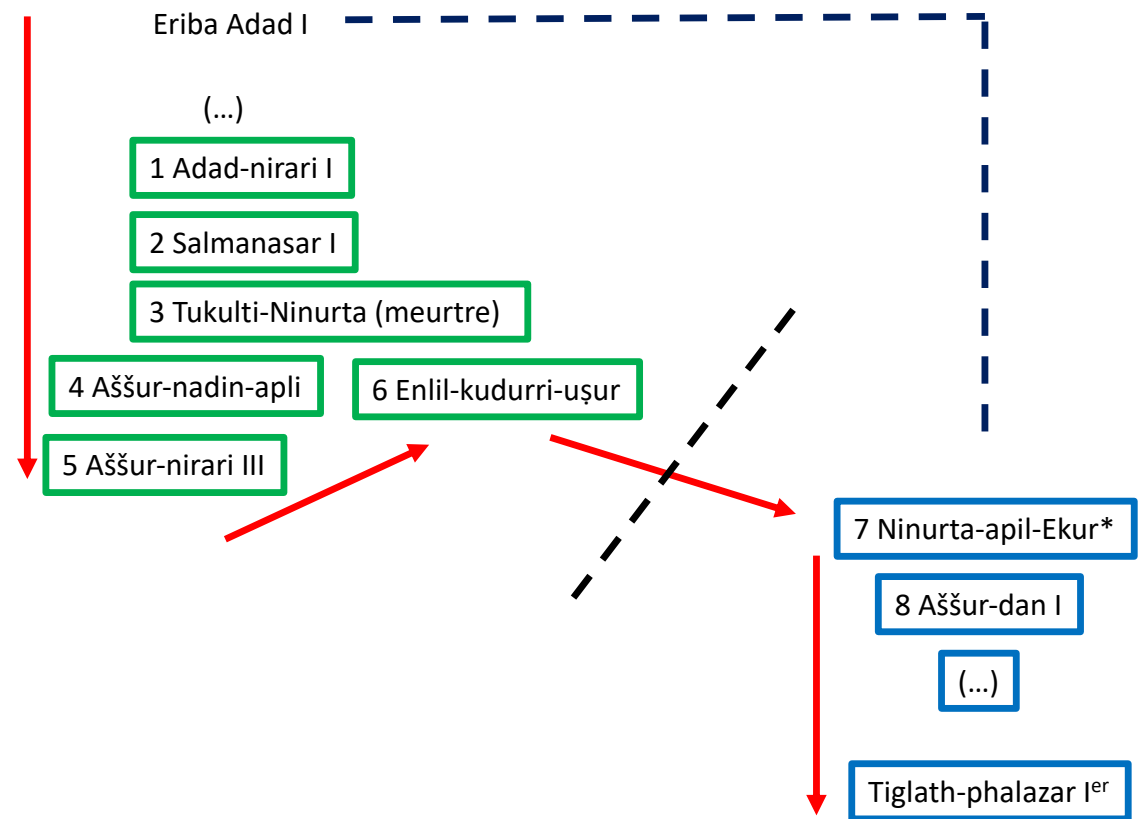 Eriba Adad I
(...)
1 Adad-nirari I
2 Salmanasar I
3 Tukulti-Ninurta (meurtre)
4 Aššur-nadin-apli
6 Enlil-kudurri-uṣur
5 Aššur-nirari III
7 Ninurta-apil-Ekur*
8 Aššur-dan I
(...)
Tiglath-phalazar Iᵉʳ